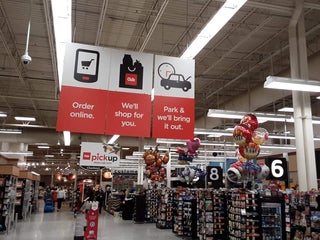 Order
online.
We'll
shop for
you.
Park &
we'll bring
it out.
pickup
8
6